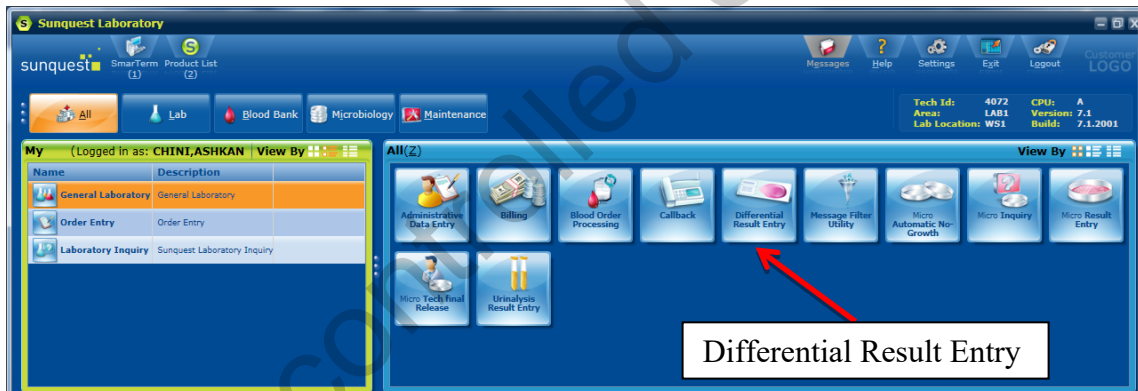 Sunquest Laboratory
sunquest
SmarTerm
(1)
Product List
(2)
Messages
Help
Settings
Exit
Logout
Customer
LOGO
All
Lab
Blood Bank
Microbiology
Maintenance
Tech Id: 4072 CPU: A
Area: LAB1 Version: 7.1
Lab Location: WS1 Build: 7.1.2001
My (Logged in as: CHINI,ASHKAN View By
Name Description
General Laboratory General Laboratory
Order Entry Order Entry
Laboratory Inquiry Sunquest Laboratory Inquiry
All(Z) View By
Administrative
Data Entry
Billing
Blood Order
Processing
Callback
Differential
Result Entry
Message Filter
Utility
Micro
Automatic No-
Growth
Micro Inquiry
Micro Result
Entry
Micro Tech final
Release
Urinalysis
Result Entry
Differential Result Entry
controlled